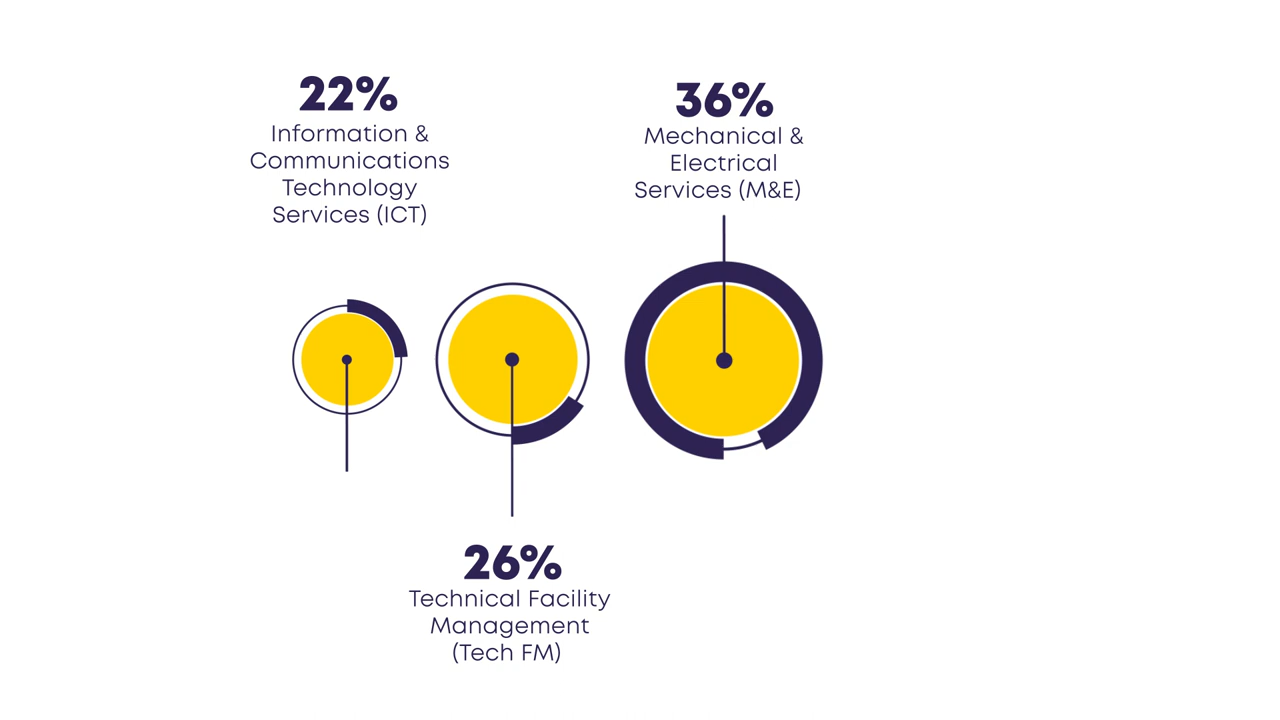 22%
Information &
Communications
Technology
Services (ICT)
36%
Mechanical &
Electrical
Services (M&E)
26%
Technical Facility
Management
(Tech FM)